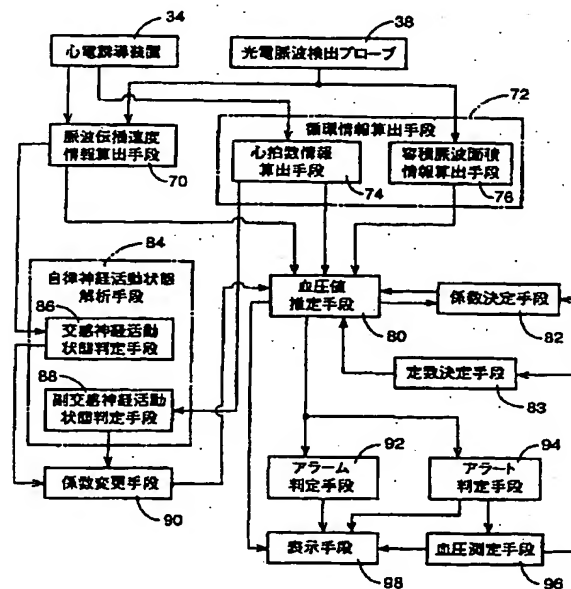 34
38
心電誘導装置
光電脈波検出プローブ
72
循環情報算出手段
脈波伝播速度
情報算出手段
70
心拍数情報
算出手段
74
容積脈波面積
情報算出手段
76
84
自律神経活動状態
解析手段
86
交感神経活動
状態判定手段
88
副交感神経活動
状態判定手段
血圧値
推定手段
80
係数決定手段
82
定数決定手段
83
係数変更手段
90
92
アラーム
判定手段
94
アラート
判定手段
表示手段
98
血圧測定手段
96